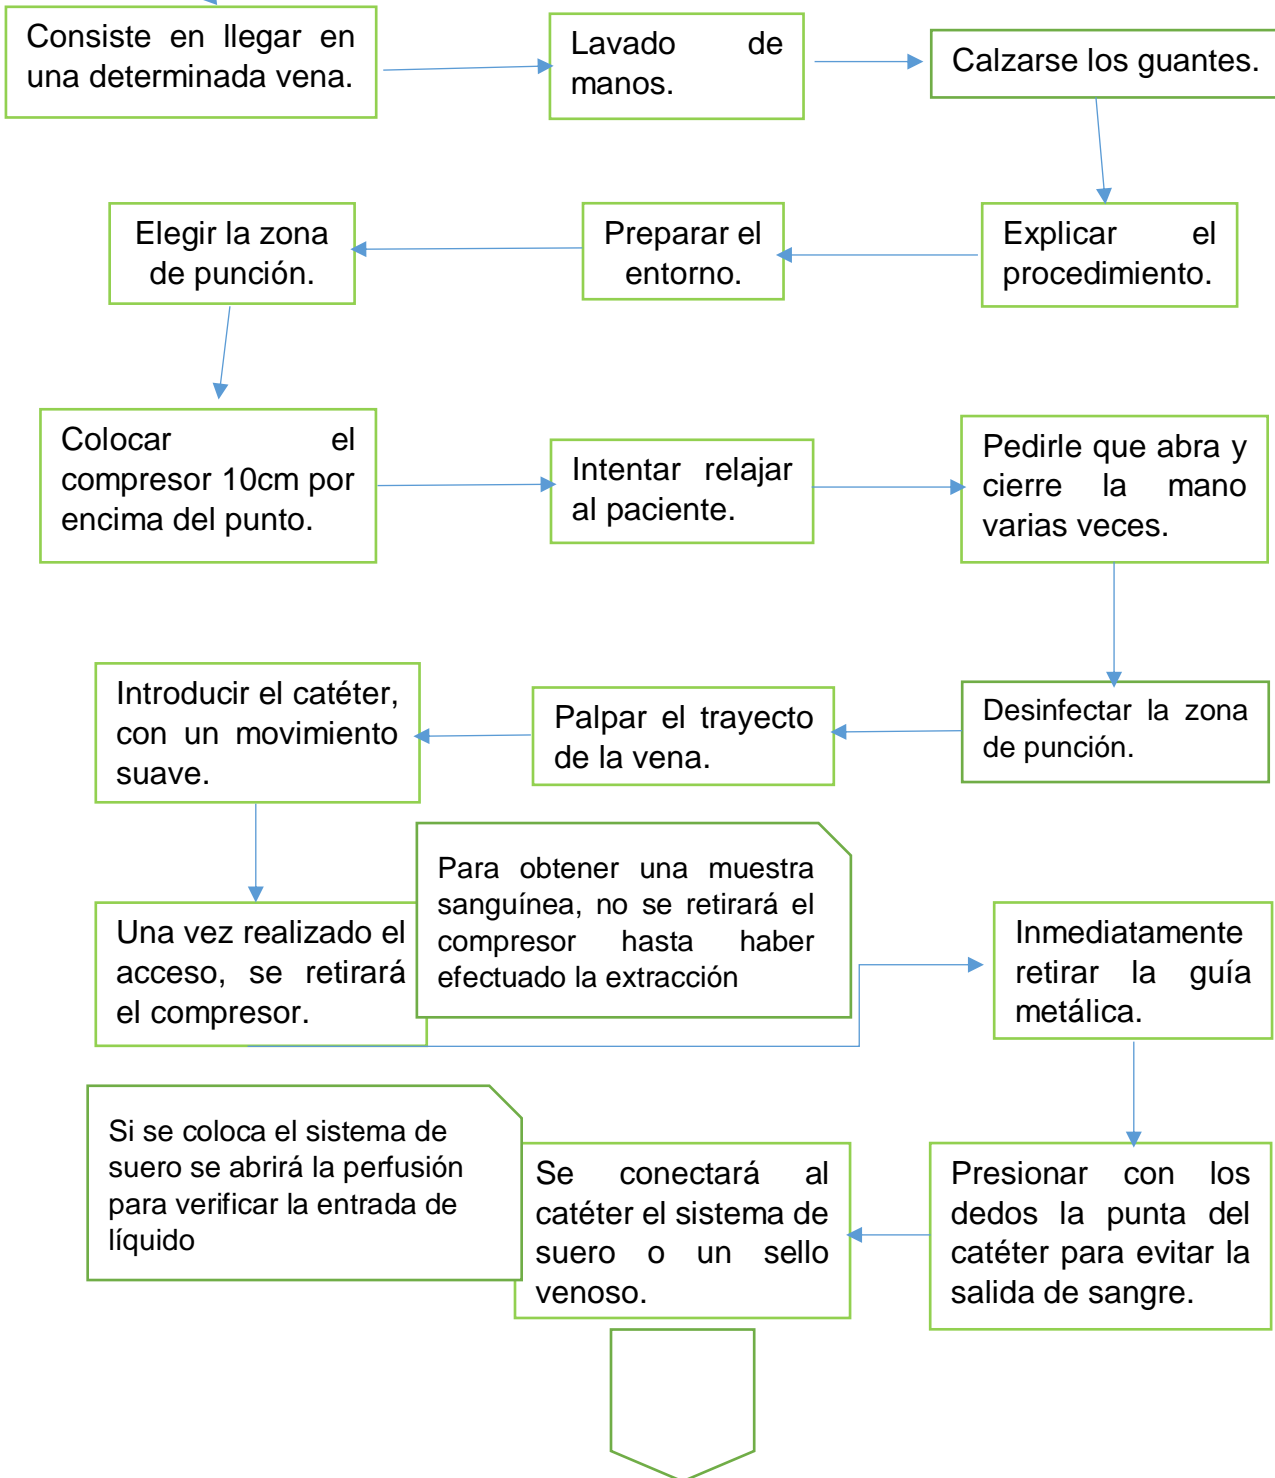 Consiste en llegar en
una determinada vena.
Lavado de
manos.
Calzarse los guantes.
Explicar el
procedimiento.
Preparar el
entorno.
Elegir la zona
de punción.
Colocar el
compresor 10cm por
encima del punto.
Intentar relajar
al paciente.
Pedirle que abra y
cierre la mano
varias veces.
Desinfectar la zona
de punción.
Palpar el trayecto
de la vena.
Introducir el catéter,
con un movimiento
suave.
Una vez realizado el
acceso, se retirará
el compresor.
Para obtener una muestra
sanguínea, no se retirará el
compresor hasta haber
efectuado la extracción
Inmediatamente
retirar la guía
metálica.
Presionar con los
dedos la punta del
catéter para evitar la
salida de sangre.
Se conectará al
catéter el sistema de
suero o un sello
venoso.
Si se coloca el sistema de
suero se abrirá la perfusión
para verificar la entrada de
líquido